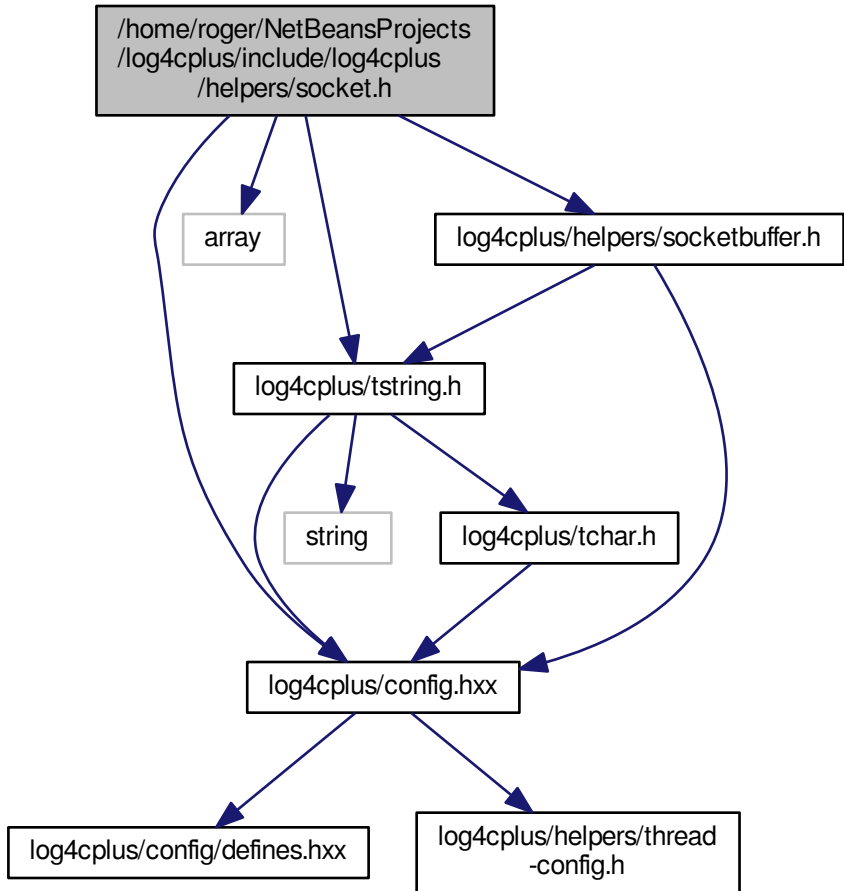 /home/roger/NetBeansProjects
/log4cplus/include/log4cplus
/helpers/socket.h
array
log4cplus/helpers/socketbuffer.h
log4cplus/tstring.h
string
log4cplus/tchar.h
log4cplus/config.hxx
log4cplus/config/defines.hxx
log4cplus/helpers/thread
-config.h